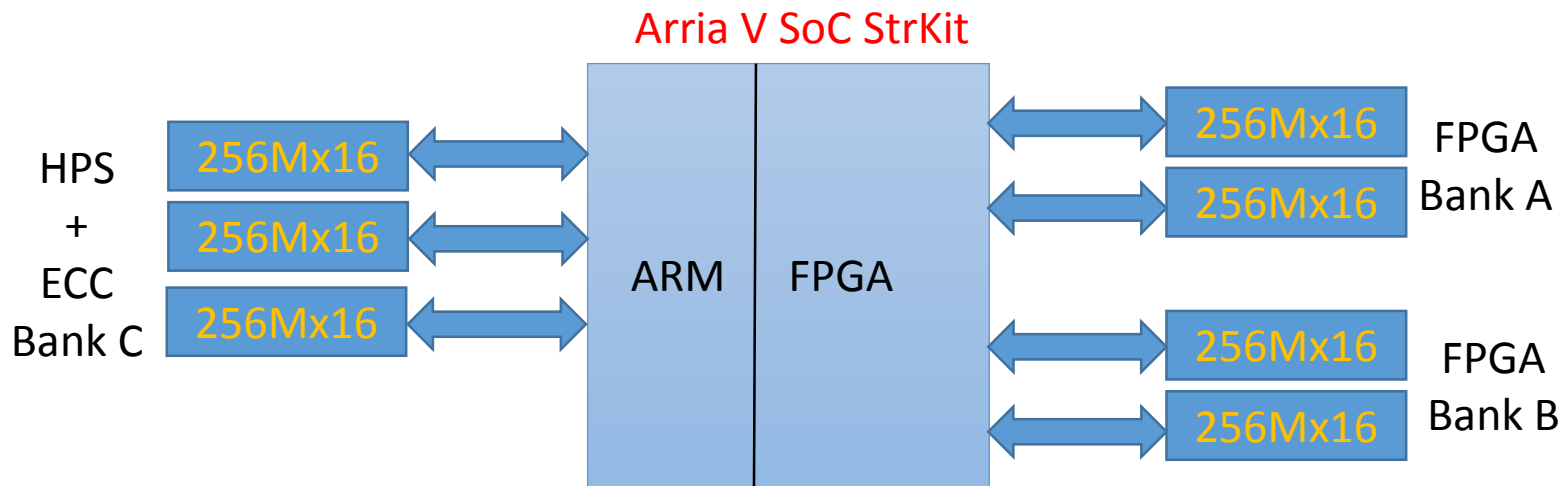 Arria V SoC StrKit
HPS
+
ECC
Bank C
256Mx16
256Mx16
256Mx16
ARM
FPGA
256Mx16
256Mx16
FPGA
Bank A
256Mx16
256Mx16
FPGA
Bank B